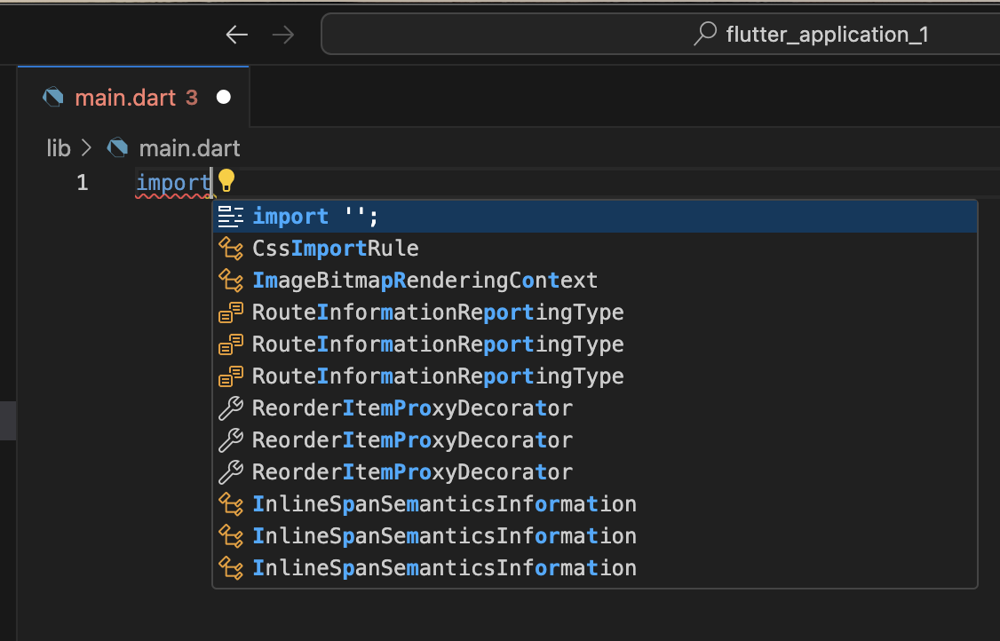 flutter_application_1
main.dart 3
lib > main.dart
1 import
import '';
CssImportRule
ImageBitmapRenderingContext
RouteInformationReportingType
RouteInformationReportingType
RouteInformationReportingType
ReorderItemProxyDecorator
ReorderItemProxyDecorator
ReorderItemProxyDecorator
InlineSpanSemanticsInformation
InlineSpanSemanticsInformation
InlineSpanSemanticsInformation